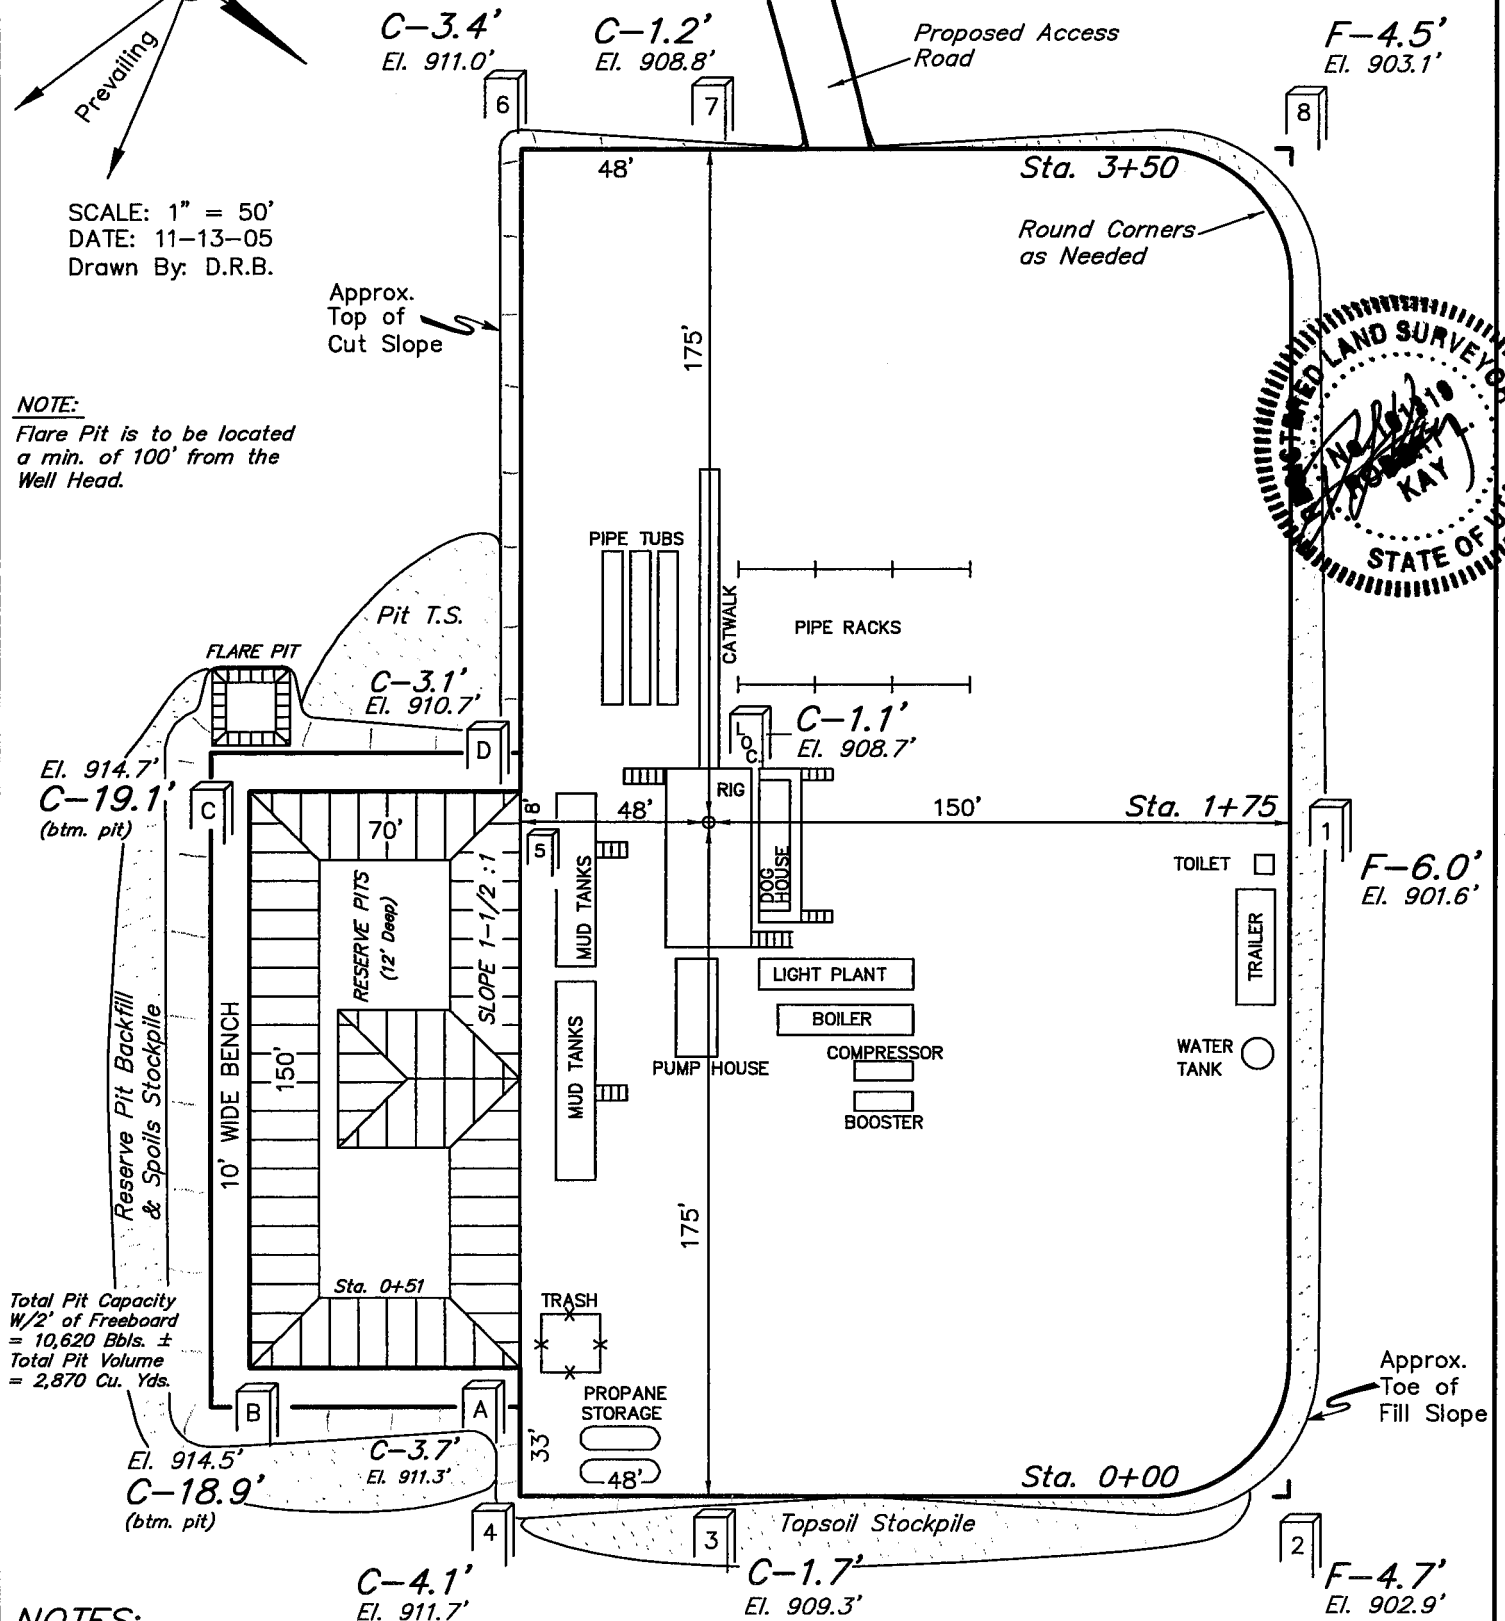 C-3.4'
El. 911.0'
C-1.2'
El. 908.8'
Proposed Access
Road
F-4.5'
El. 903.1'
Prevailing
6
7
8
48'
Sta. 3+50
SCALE: 1" = 50'
DATE: 11-13-05
Drawn By: D.R.B.
Round Corners
as Needed
Approx.
Top of
Cut Slope
175'
REGISTERED LAND SURVEYOR
KAY
STATE OF
NOTE:
Flare Pit is to be located
a min. of 100' from the
Well Head.
PIPE TUBS
CATWALK
PIPE RACKS
Pit T.S.
FLARE PIT
C-3.1'
El. 910.7'
D
LOC.
C-1.1'
El. 908.7'
El. 914.7'
C-19.1'
(btm. pit)
C
RIG
8'
48'
150'
Sta. 1+75
1
70'
5
TOILET
F-6.0'
El. 901.6'
RESERVE PITS
(12' Deep)
SLOPE 1-1/2 :1
MUD TANKS
DOG
HOUSE
TRAILER
LIGHT PLANT
BOILER
Reserve Pit Backfill
& Spoils Stockpile
10' WIDE BENCH
150'
MUD TANKS
PUMP HOUSE
COMPRESSOR
BOOSTER
WATER
TANK
175'
Sta. 0+51
TRASH
Total Pit Capacity
W/2' of Freeboard
= 10,620 Bbls. ±
Total Pit Volume
= 2,870 Cu. Yds.
PROPANE
STORAGE
Approx.
Toe of
Fill Slope
B
A
33'
48'
El. 914.5'
C-18.9'
(btm. pit)
C-3.7'
El. 911.3'
Sta. 0+00
4
3
Topsoil Stockpile
2
C-4.1'
El. 911.7'
C-1.7'
El. 909.3'
F-4.7'
El. 902.9'
NOTES: